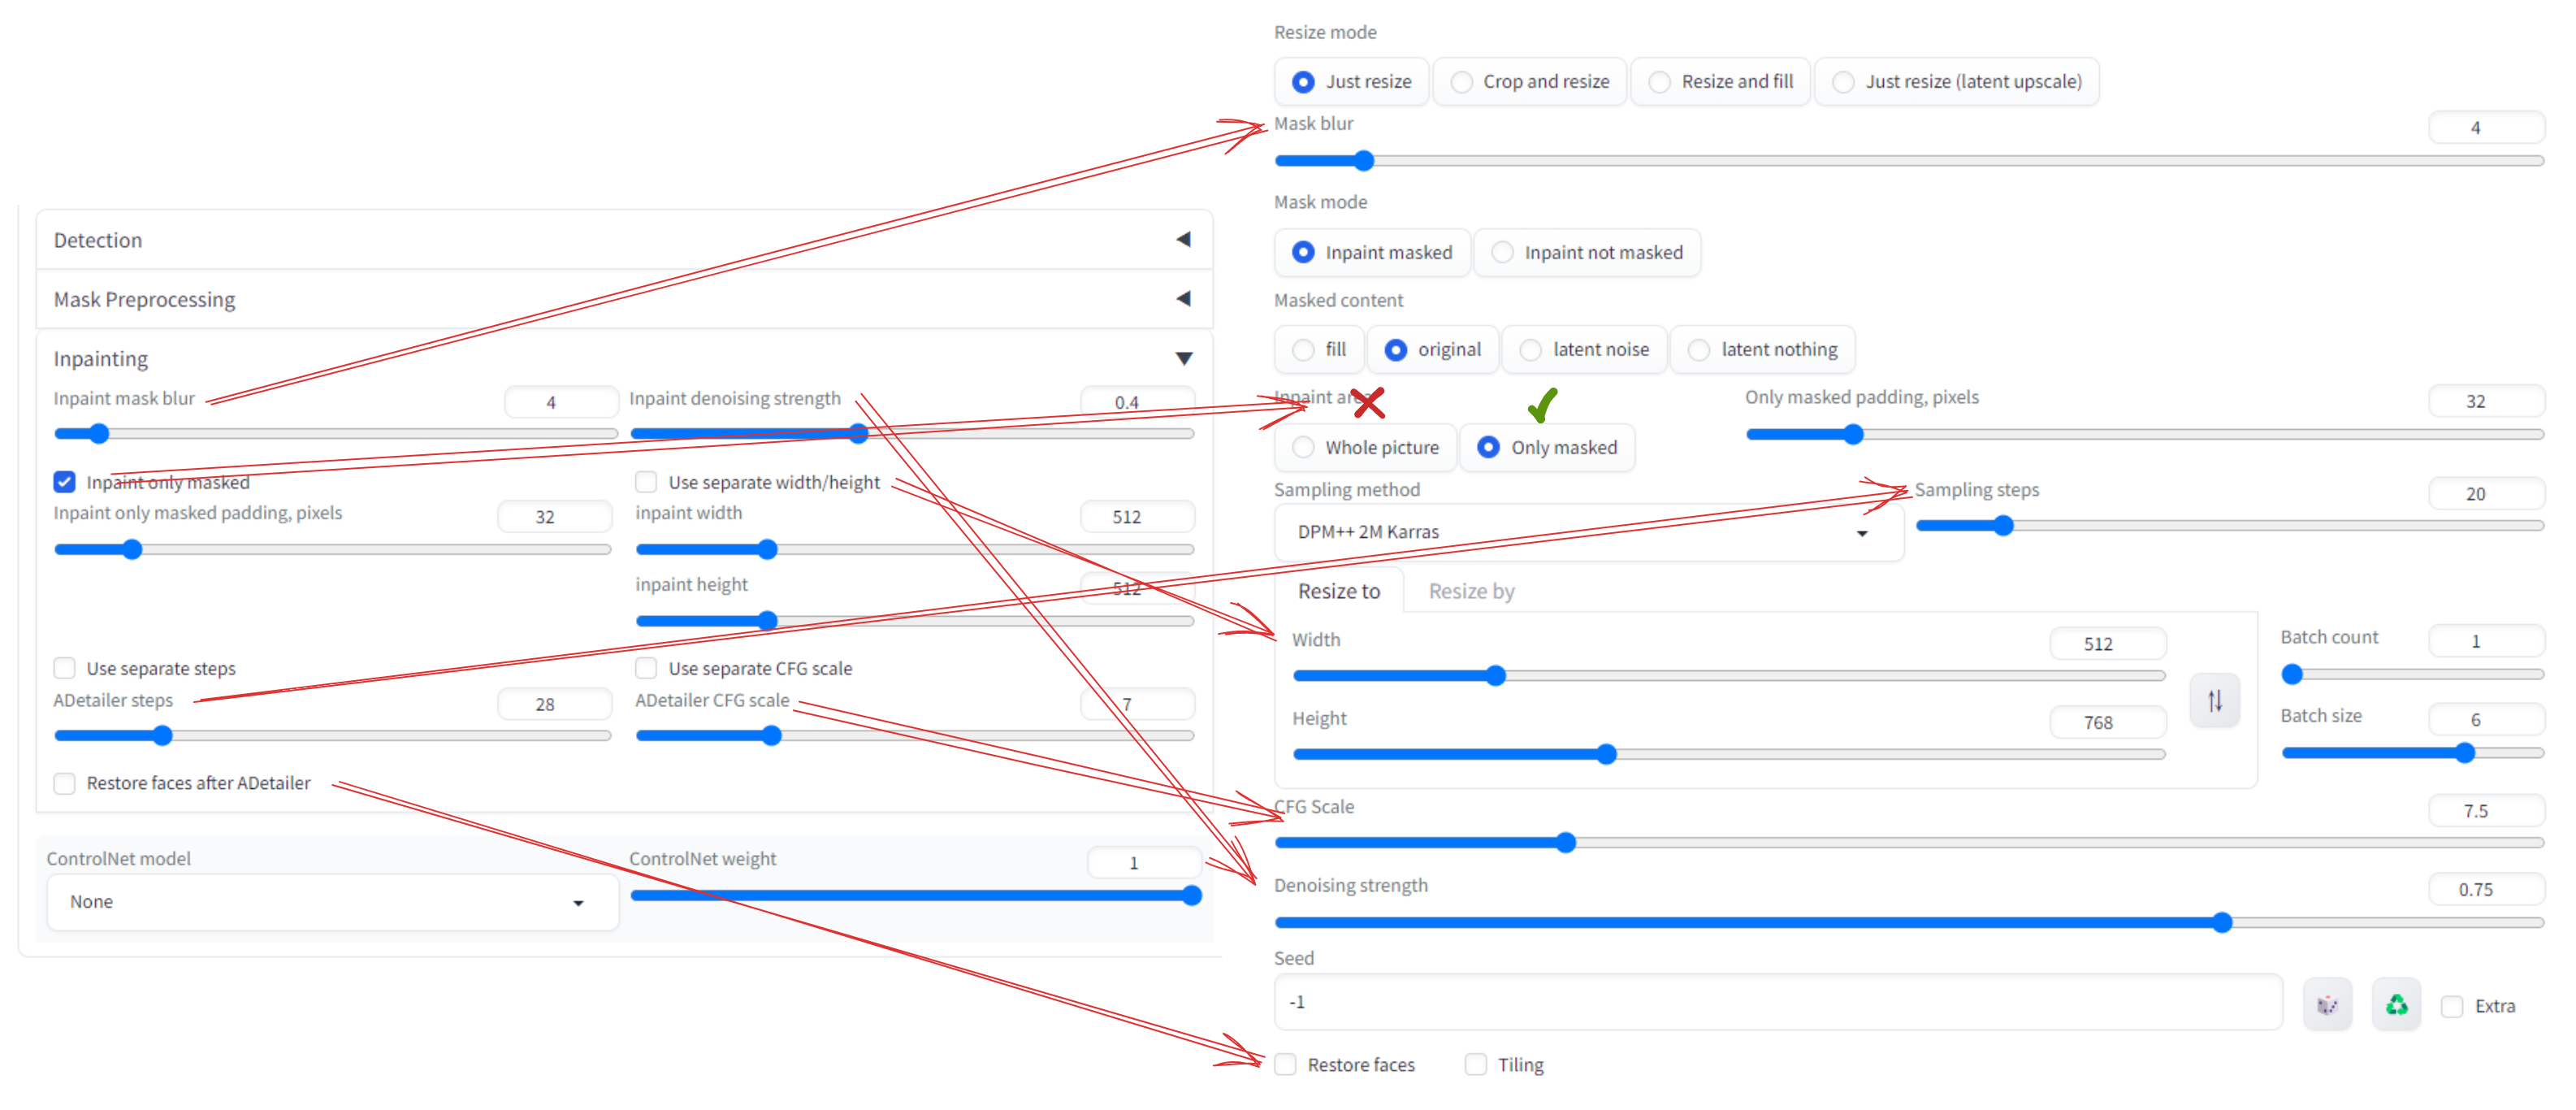 Detection
Mask Preprocessing
Inpainting
Inpaint mask blur 4 Inpaint denoising strength 0.4
Inpaint only masked Use separate width/height
Inpaint only masked padding, pixels 32 inpaint width 512
inpaint height 512
Use separate steps Use separate CFG scale
ADetailer steps 28 ADetailer CFG scale 7
Restore faces after ADetailer
ControlNet model ControlNet weight 1
None
Resize mode
Just resize Crop and resize Resize and fill Just resize (latent upscale)
Mask blur 4
Mask mode
Inpaint masked Inpaint not masked
Masked content
fill original latent noise latent nothing
Inpaint area Only masked padding, pixels 32
Whole picture Only masked
Sampling method Sampling steps 20
DPM++ 2M Karras
Resize to Resize by
Width 512 Batch count 1
Height 768 Batch size 6
CFG Scale 7.5
Denoising strength 0.75
Seed
-1 Extra
Restore faces Tiling